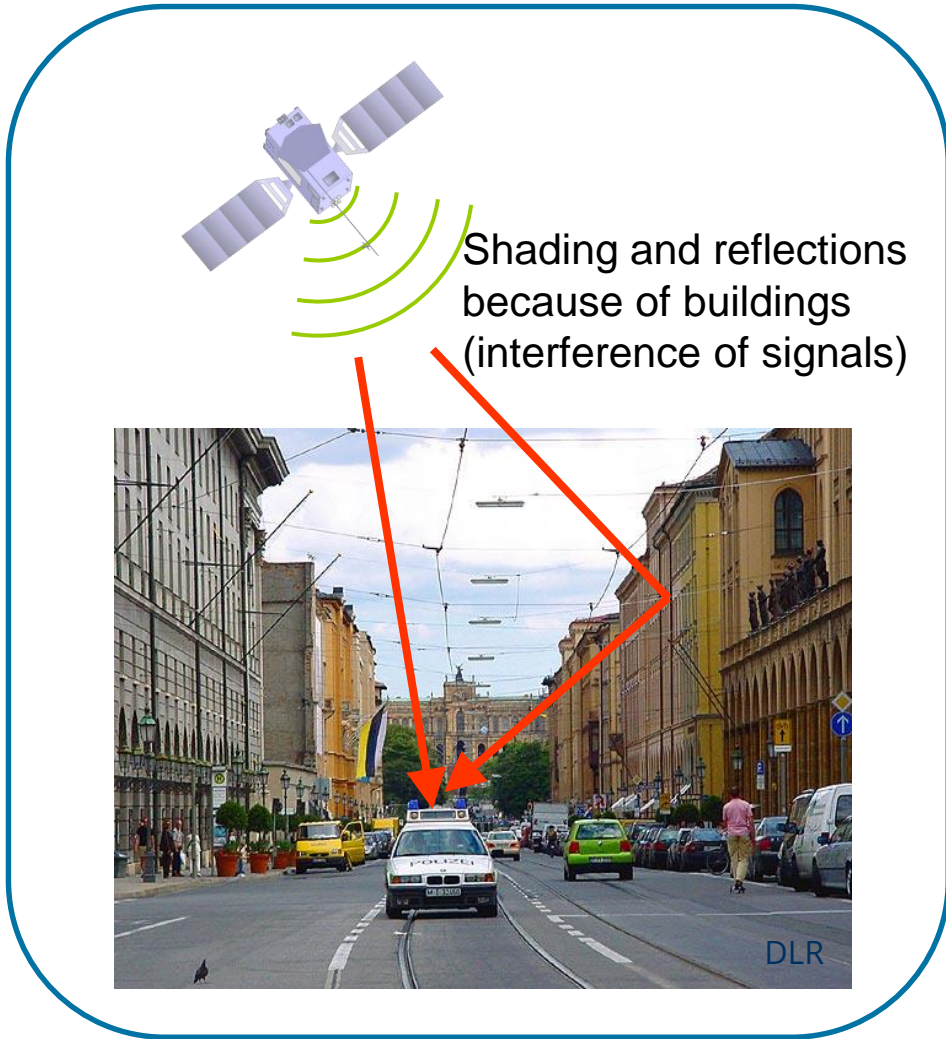 Shading and reflections
because of buildings
(interference of signals)
POLIZEI
DLR